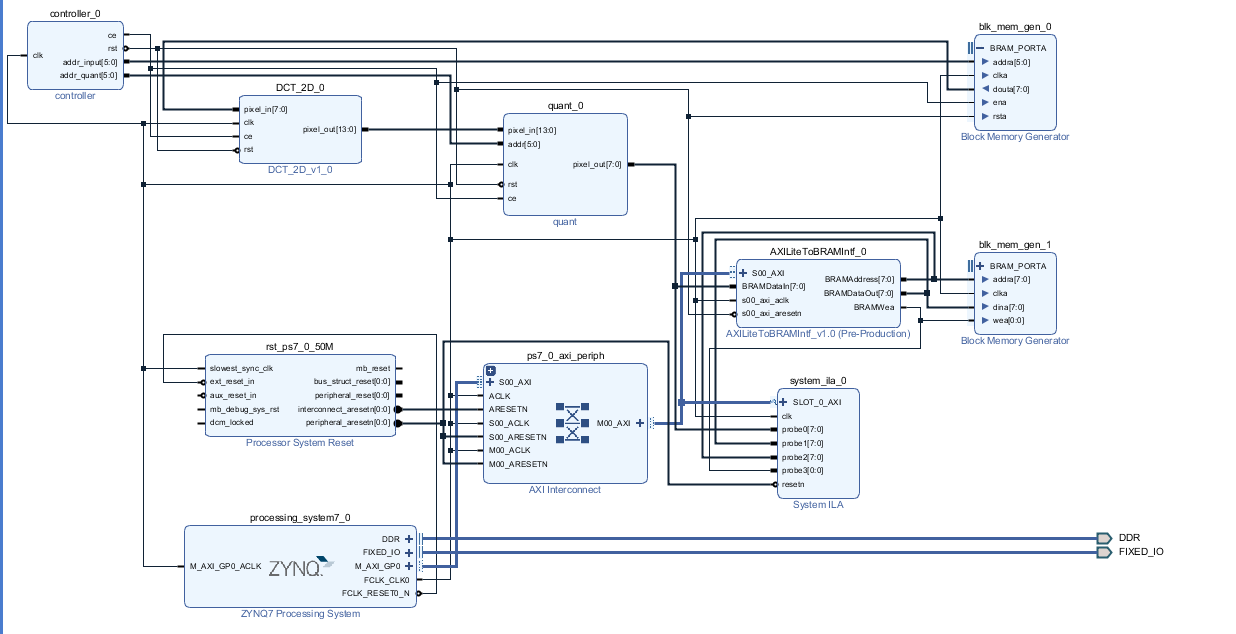 controller_0
clk
ce
rst
addr_input[5:0]
addr_quant[5:0]
controller
DCT_2D_0
pixel_in[7:0]
clk
ce
rst
pixel_out[13:0]
DCT_2D_v1_0
quant_0
pixel_in[13:0]
addr[5:0]
clk
rst
ce
pixel_out[7:0]
quant
blk_mem_gen_0
BRAM_PORTA
addra[5:0]
clka
douta[7:0]
ena
rsta
Block Memory Generator
AXILiteToBRAMIntf_0
S00_AXI
BRAMDataIn[7:0]
s00_axi_aclk
s00_axi_aresetn
BRAMAddress[7:0]
BRAMDataOut[7:0]
BRAMWea
AXILiteToBRAMIntf_v1.0 (Pre-Production)
blk_mem_gen_1
BRAM_PORTA
addra[7:0]
clka
dina[7:0]
wea[0:0]
Block Memory Generator
rst_ps7_0_50M
slowest_sync_clk
ext_reset_in
aux_reset_in
mb_debug_sys_rst
dcm_locked
mb_reset
bus_struct_reset[0:0]
peripheral_reset[0:0]
interconnect_aresetn[0:0]
peripheral_aresetn[0:0]
Processor System Reset
ps7_0_axi_periph
S00_AXI
ACLK
ARESETN
S00_ACLK
S00_ARESETN
M00_ACLK
M00_ARESETN
M00_AXI
AXI Interconnect
system_ila_0
SLOT_0_AXI
clk
probe0[7:0]
probe1[7:0]
probe2[7:0]
probe3[0:0]
resetn
System ILA
processing_system7_0
M_AXI_GP0_ACLK
ZYNQ
DDR
FIXED_IO
M_AXI_GP0
FCLK_CLK0
FCLK_RESET0_N
ZYNQ7 Processing System
DDR
FIXED_IO